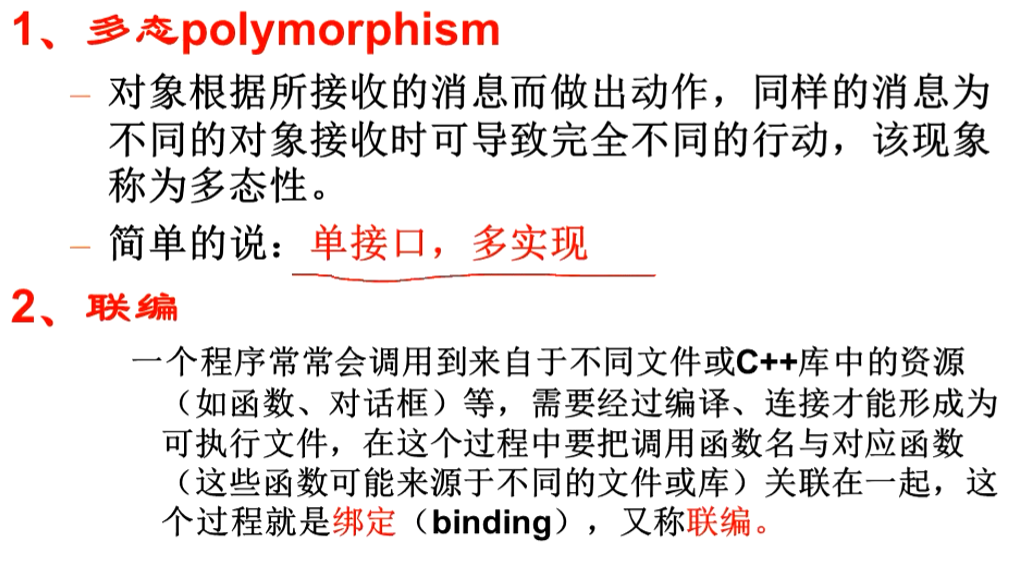 1、多态polymorphism
– 对象根据所接收的消息而做出动作，同样的消息为
不同的对象接收时可导致完全不同的行动，该现象
称为多态性。
– 简单的说：单接口，多实现
2、联编
一个程序常常会调用到来自于不同文件或C++库中的资源
（如函数、对话框）等，需要经过编译、连接才能形成为
可执行文件，在这个过程中要把调用函数名与对应函数
（这些函数可能来源于不同的文件或库）关联在一起，这
个过程就是绑定（binding），又称联编。